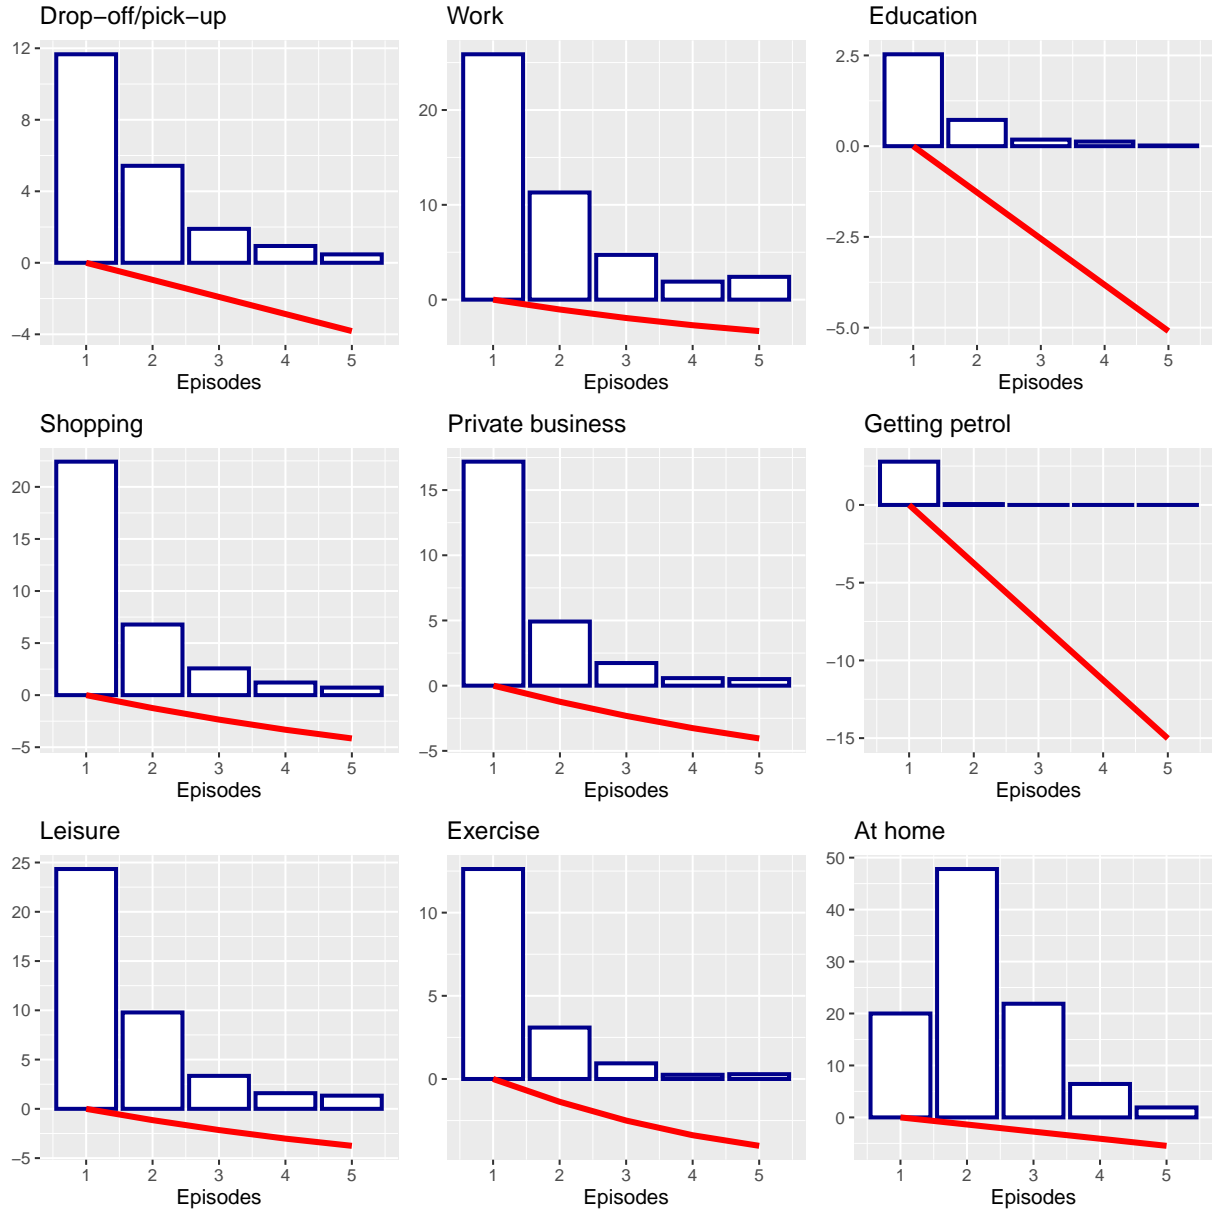 Drop−off/pick−up
12
8
4
0
−4
1 2 3 4 5
Episodes
Work
20
10
0
1 2 3 4 5
Episodes
Education
2.5
0.0
−2.5
−5.0
1 2 3 4 5
Episodes
Shopping
20
15
10
5
0
−5
1 2 3 4 5
Episodes
Private business
15
10
5
0
−5
1 2 3 4 5
Episodes
Getting petrol
0
−5
−10
−15
1 2 3 4 5
Episodes
Leisure
25
20
15
10
5
0
−5
1 2 3 4 5
Episodes
Exercise
10
5
0
1 2 3 4 5
Episodes
At home
50
40
30
20
10
0
1 2 3 4 5
Episodes